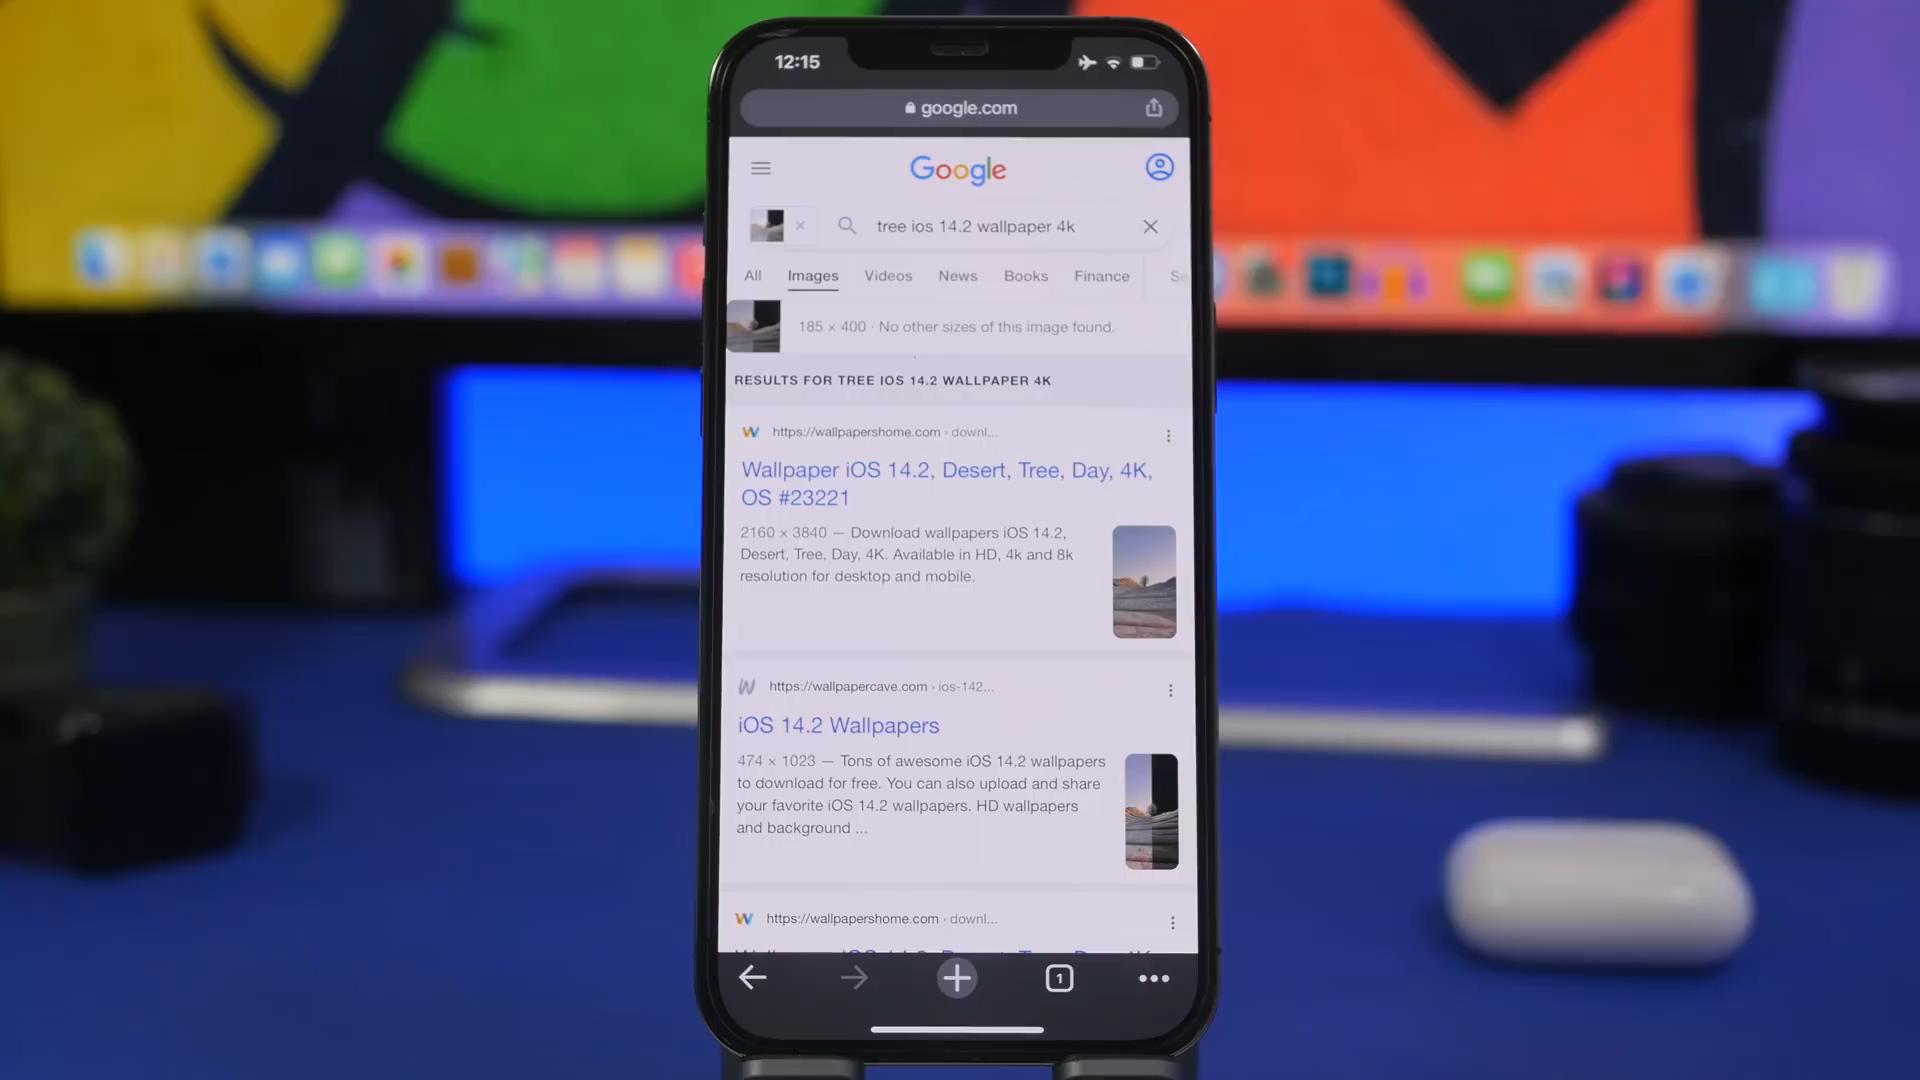 12:15
google.com
Google
tree ios 14.2 wallpaper 4k
All Images Videos News Books Finance
185 × 400 · No other sizes of this image found.
RESULTS FOR TREE IOS 14.2 WALLPAPER 4K
https://wallpapershome.com › downl...
Wallpaper iOS 14.2, Desert, Tree, Day, 4K,
OS #23221
2160 × 3840 — Download wallpapers iOS 14.2,
Desert, Tree, Day, 4K. Available in HD, 4k and 8k
resolution for desktop and mobile.
https://wallpapercave.com › ios-142...
iOS 14.2 Wallpapers
474 × 1023 — Tons of awesome iOS 14.2 wallpapers
to download for free. You can also upload and share
your favorite iOS 14.2 wallpapers. HD wallpapers
and background ...
https://wallpapershome.com › downl...
1